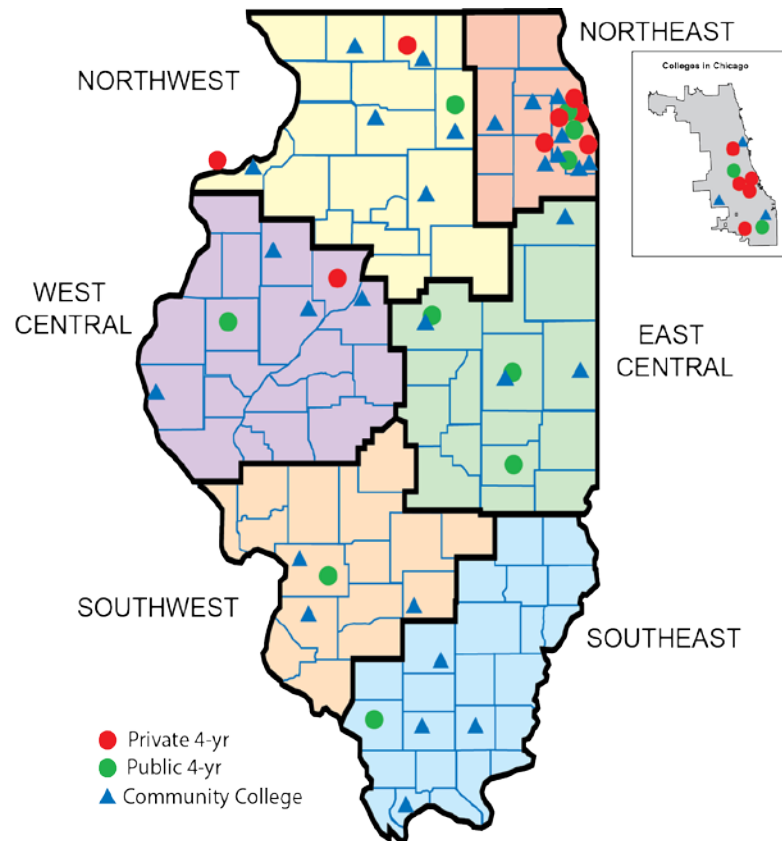 NORTHEAST
Colleges in Chicago
NORTHWEST
WEST
CENTRAL
EAST
CENTRAL
SOUTHWEST
SOUTHEAST
Private 4-yr
Public 4-yr
Community College